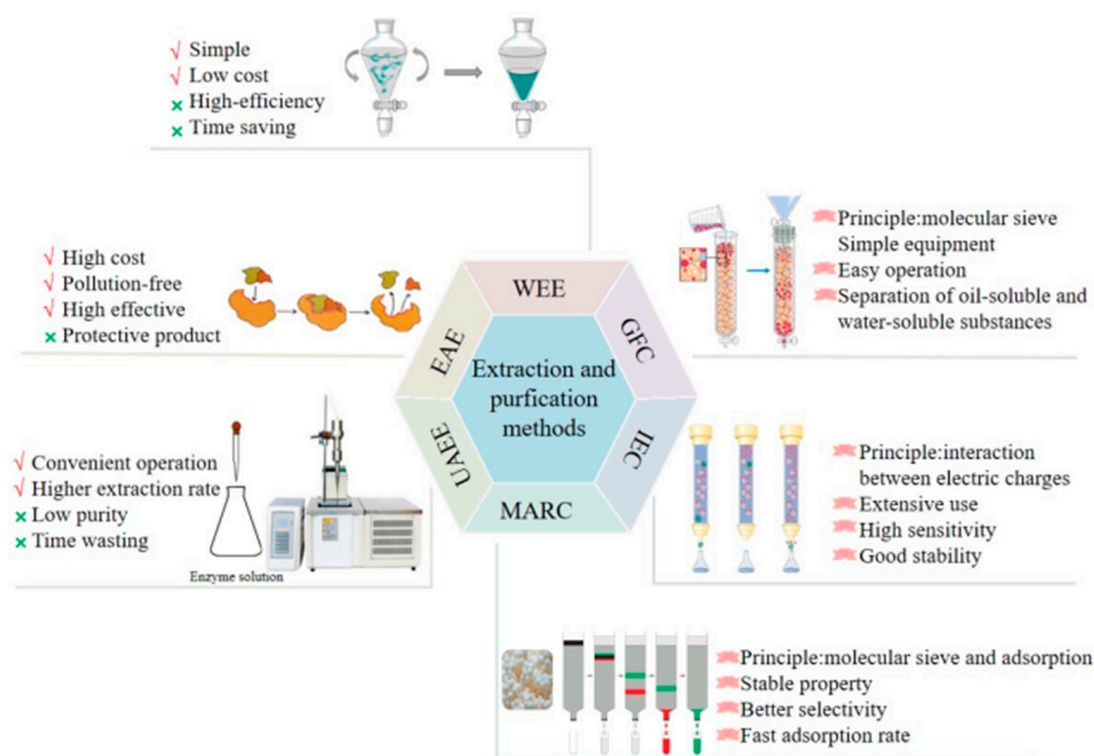 √ Simple
√ Low cost
× High-efficiency
× Time saving
√ High cost
√ Pollution-free
√ High effective
× Protective product
√ Convenient operation
√ Higher extraction rate
× Low purity
× Time wasting
Enzyme solution
WEE
GFC
IEC
MARC
UAEE
EAE
Extraction and
purfication
methods
Principle:molecular sieve
Simple equipment
Easy operation
Separation of oil-soluble and
water-soluble substances
Principle:interaction
between electric charges
Extensive use
High sensitivity
Good stability
Principle:molecular sieve and adsorption
Stable property
Better selectivity
Fast adsorption rate